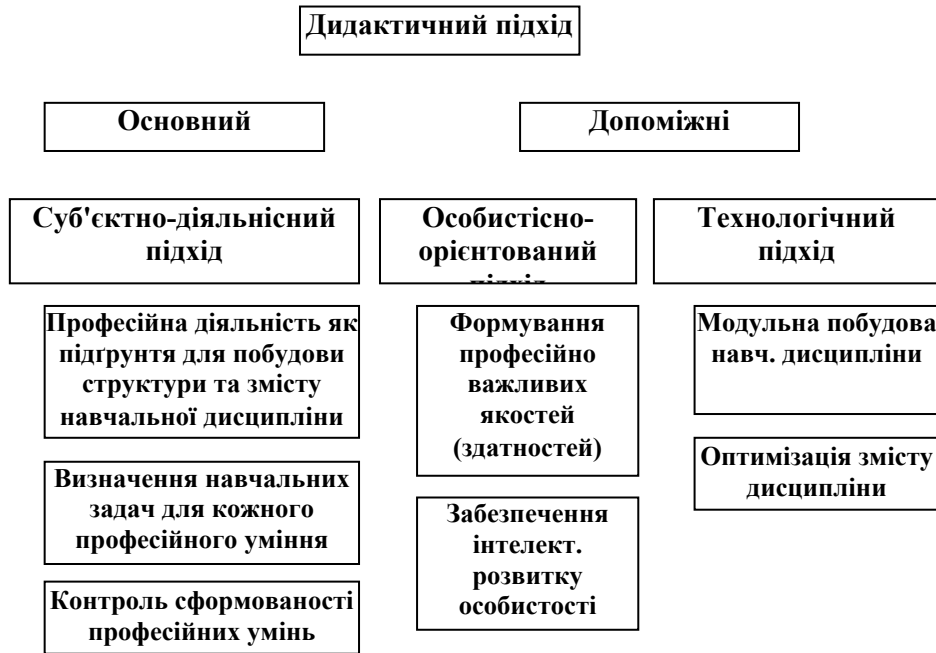 Дидактичний підхід
Основний
Допоміжні
Суб'єктно-діяльнісний
підхід
Особистісно-
орієнтований
підхід
Технологічний
підхід
Професійна діяльність як
підґрунтя для побудови
структури та змісту
навчальної дисципліни
Визначення навчальних
задач для кожного
професійного уміння
Контроль сформованості
професійних умінь
Формування
професійно
важливих
якостей
(здатностей)
Забезпечення
інтелект.
розвитку
особистості
Модульна побудова
навч. дисципліни
Оптимізація змісту
дисципліни